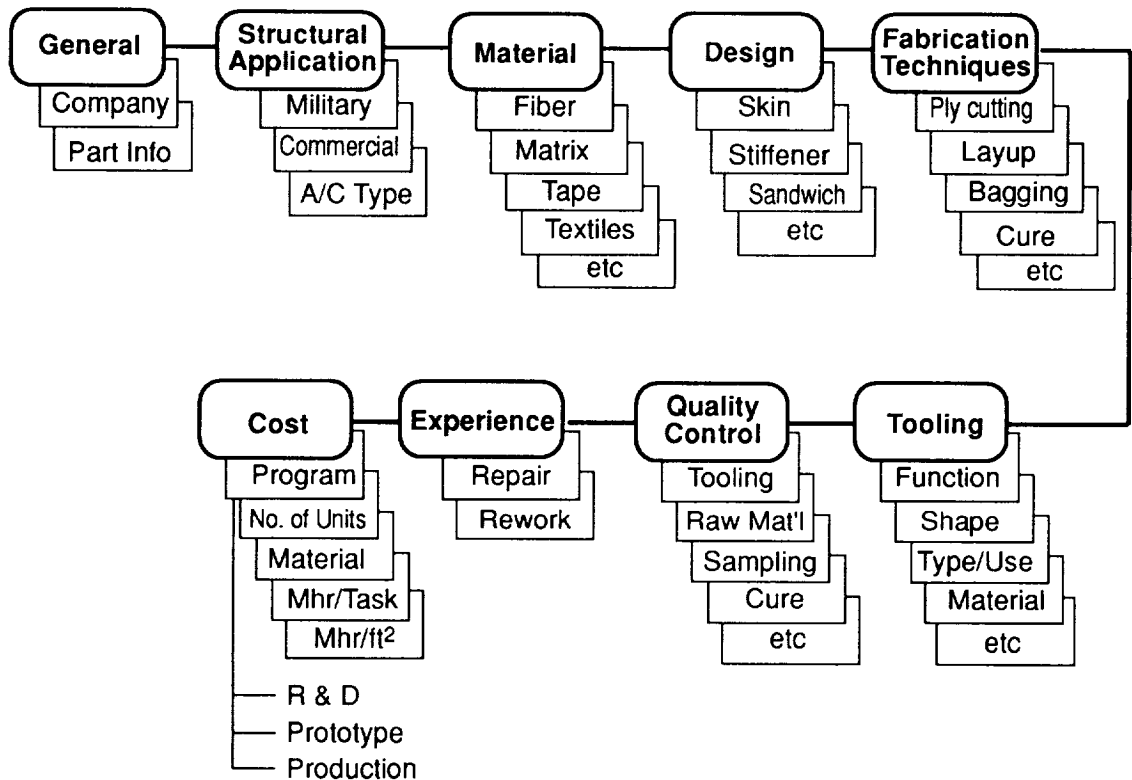 General
Company
Part Info
Structural
Application
Military
Commercial
A/C Type
Material
Fiber
Matrix
Tape
Textiles
etc
Design
Skin
Stiffener
Sandwich
etc
Fabrication
Techniques
Ply cutting
Layup
Bagging
Cure
etc
Cost
Program
No. of Units
Material
Mhr/Task
Mhr/ft²
R & D
Prototype
Production
Experience
Repair
Rework
Quality
Control
Tooling
Raw Mat'l
Sampling
Cure
etc
Tooling
Function
Shape
Type/Use
Material
etc